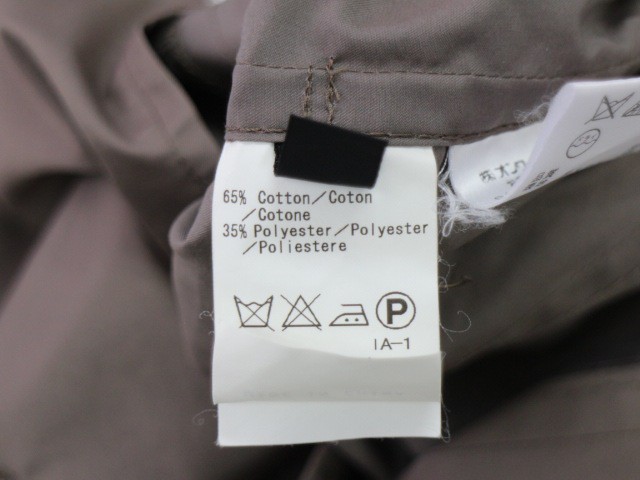 65% Cotton/Coton
/Cotone
35% Polyester/Polyester
/Poliestere
P
IA-1